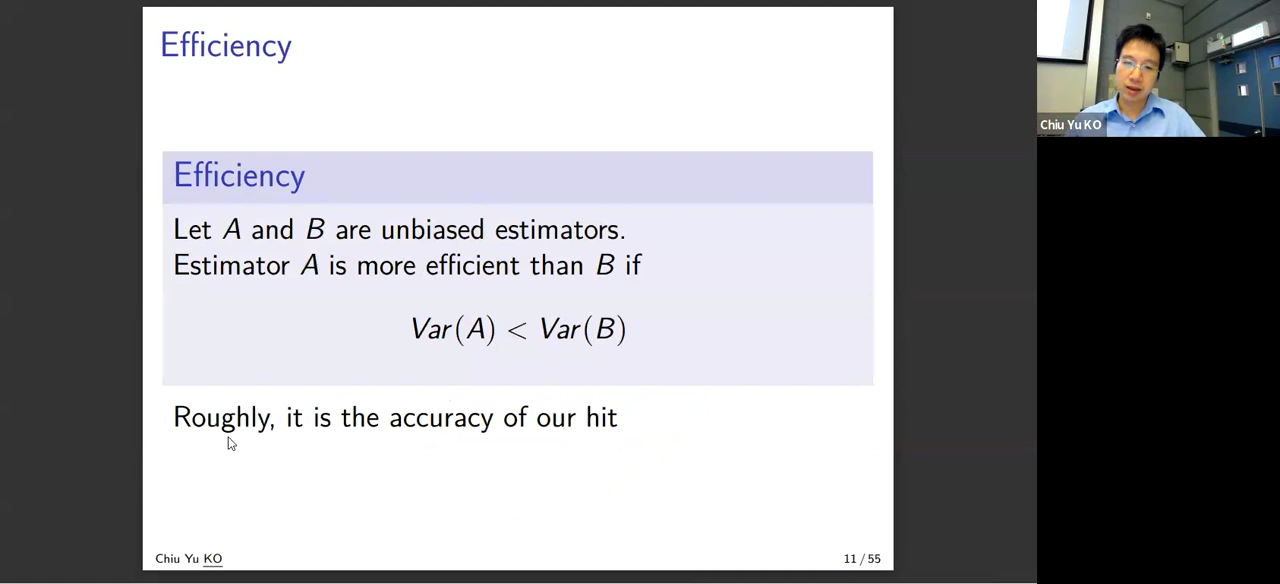 Efficiency
Efficiency
Let A and B are unbiased estimators.
Estimator A is more efficient than B if
Var(A) < Var(B)
Roughly, it is the accuracy of our hit
Chiu Yu KO
11 / 55
Chiu Yu KO